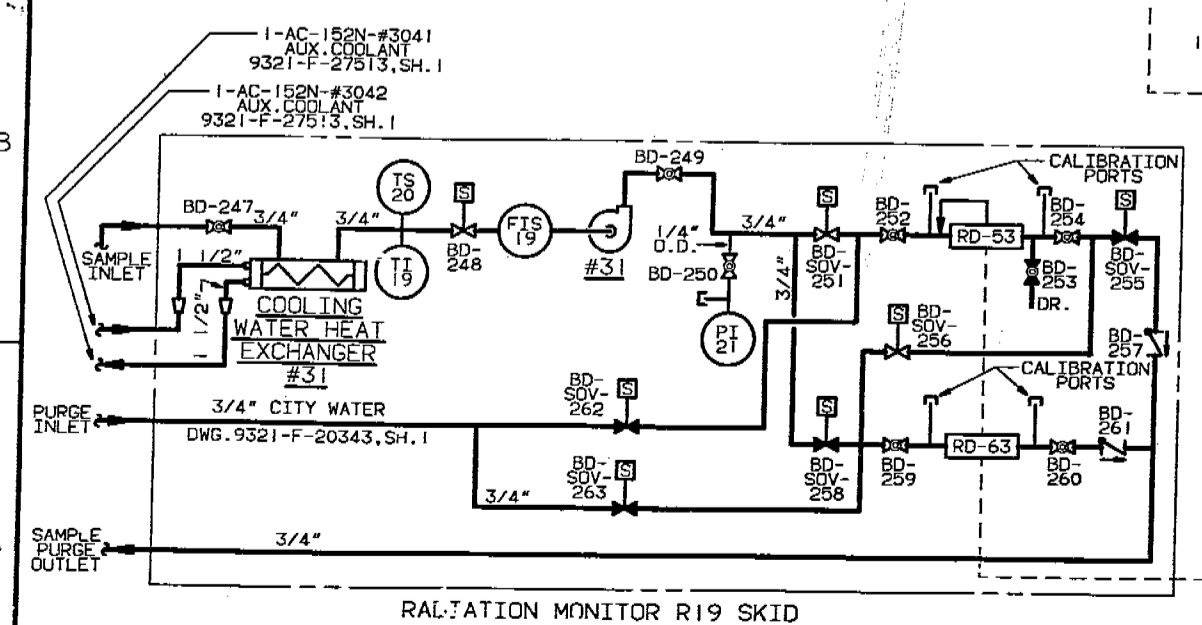 1-AC-152N-#3041
AUX.COOLANT
9321-F-27513,SH.1
1-AC-152N-#3042
AUX.COOLANT
9321-F-27513,SH.1
B
BD-247
3/4"
3/4"
SAMPLE
INLET
1 1/2"
1 1/2"
COOLING
WATER HEAT
EXCHANGER
#31
TS
20
TI
19
S
BD-
248
FIS
19
#31
BD-249
1/4"
O.D.
BD-250
PI
21
3/4"
3/4"
S
BD-
SOV-
251
BD-
252
CALIBRATION
PORTS
RD-53
BD-
254
BD-
253
DR.
S
BD-
SOV-
255
S
BD-
SOV-
256
BD-
257
CALIBRATION
PORTS
PURGE
INLET
3/4" CITY WATER
DWG.9321-F-20343,SH.1
BD-
SOV-
262
S
S
BD-
SOV-
258
BD-
259
RD-63
BD-
260
BD-
261
BD-
SOV-
263
S
3/4"
SAMPLE
PURGE
OUTLET
3/4"
RADIATION MONITOR R19 SKID